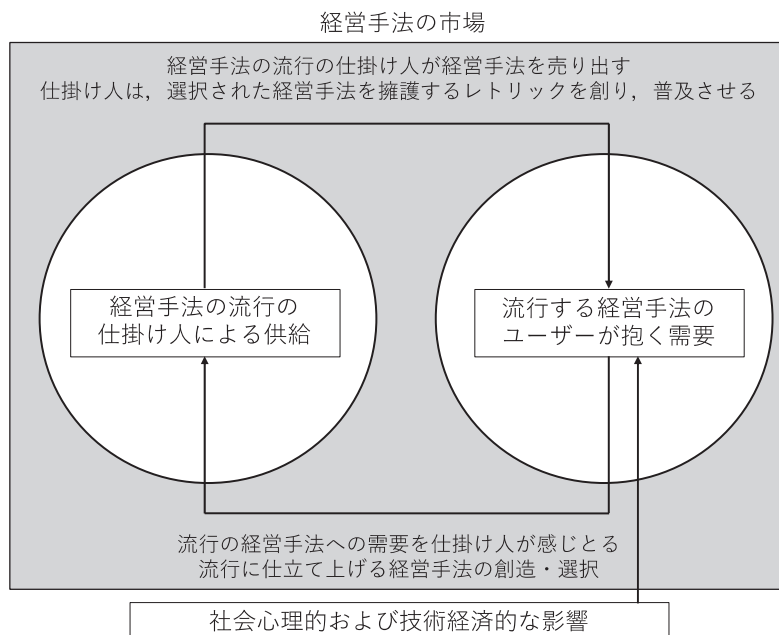 経営手法の市場
経営手法の流行の仕掛け人が経営手法を売り出す
仕掛け人は，選択された経営手法を擁護するレトリックを創り，普及させる
経営手法の流行の
仕掛け人による供給
流行する経営手法の
ユーザーが抱く需要
流行の経営手法への需要を仕掛け人が感じとる
流行に仕立て上げる経営手法の創造・選択
社会心理的および技術経済的な影響